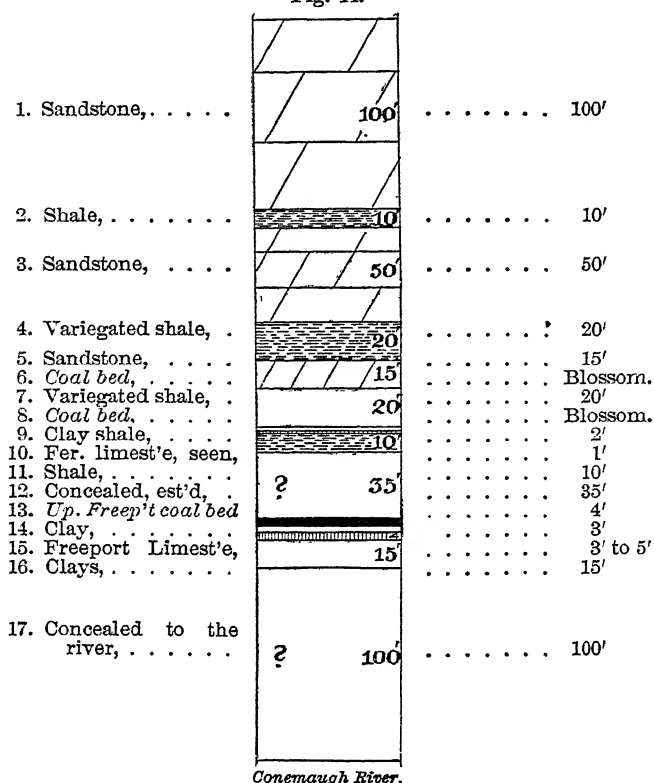 1. Sandstone, . . . . . 100' . . . . . . . 100'
2. Shale, . . . . . . . 10' . . . . . . . 10'
3. Sandstone, . . . . 50' . . . . . . . 50'
4. Variegated shale, . 20' . . . . . . . 20'
5. Sandstone, . . . . 15' . . . . . . . 15'
6. Coal bed, . . . . . . . . . . . . Blossom.
7. Variegated shale, . 20' . . . . . . . 20'
8. Coal bed, . . . . . . . . . . . . Blossom.
9. Clay shale, . . . . . . . . . . . . 2'
10. Fer. limest'e, seen, . . . . . . . 1'
11. Shale, . . . . . . . 10' . . . . . . . 10'
12. Concealed, est'd, . ? 35' . . . . . . . 35'
13. Up. Freep't coal bed . . . . . . . 4'
14. Clay, . . . . . . . . . . . . . . 3'
15. Freeport Limest'e, . . . . . . . 3' to 5'
16. Clays, . . . . . . . 15' . . . . . . . 15'
17. Concealed to the
river, . . . . . . ? 100' . . . . . . . 100'
Conemaugh River.